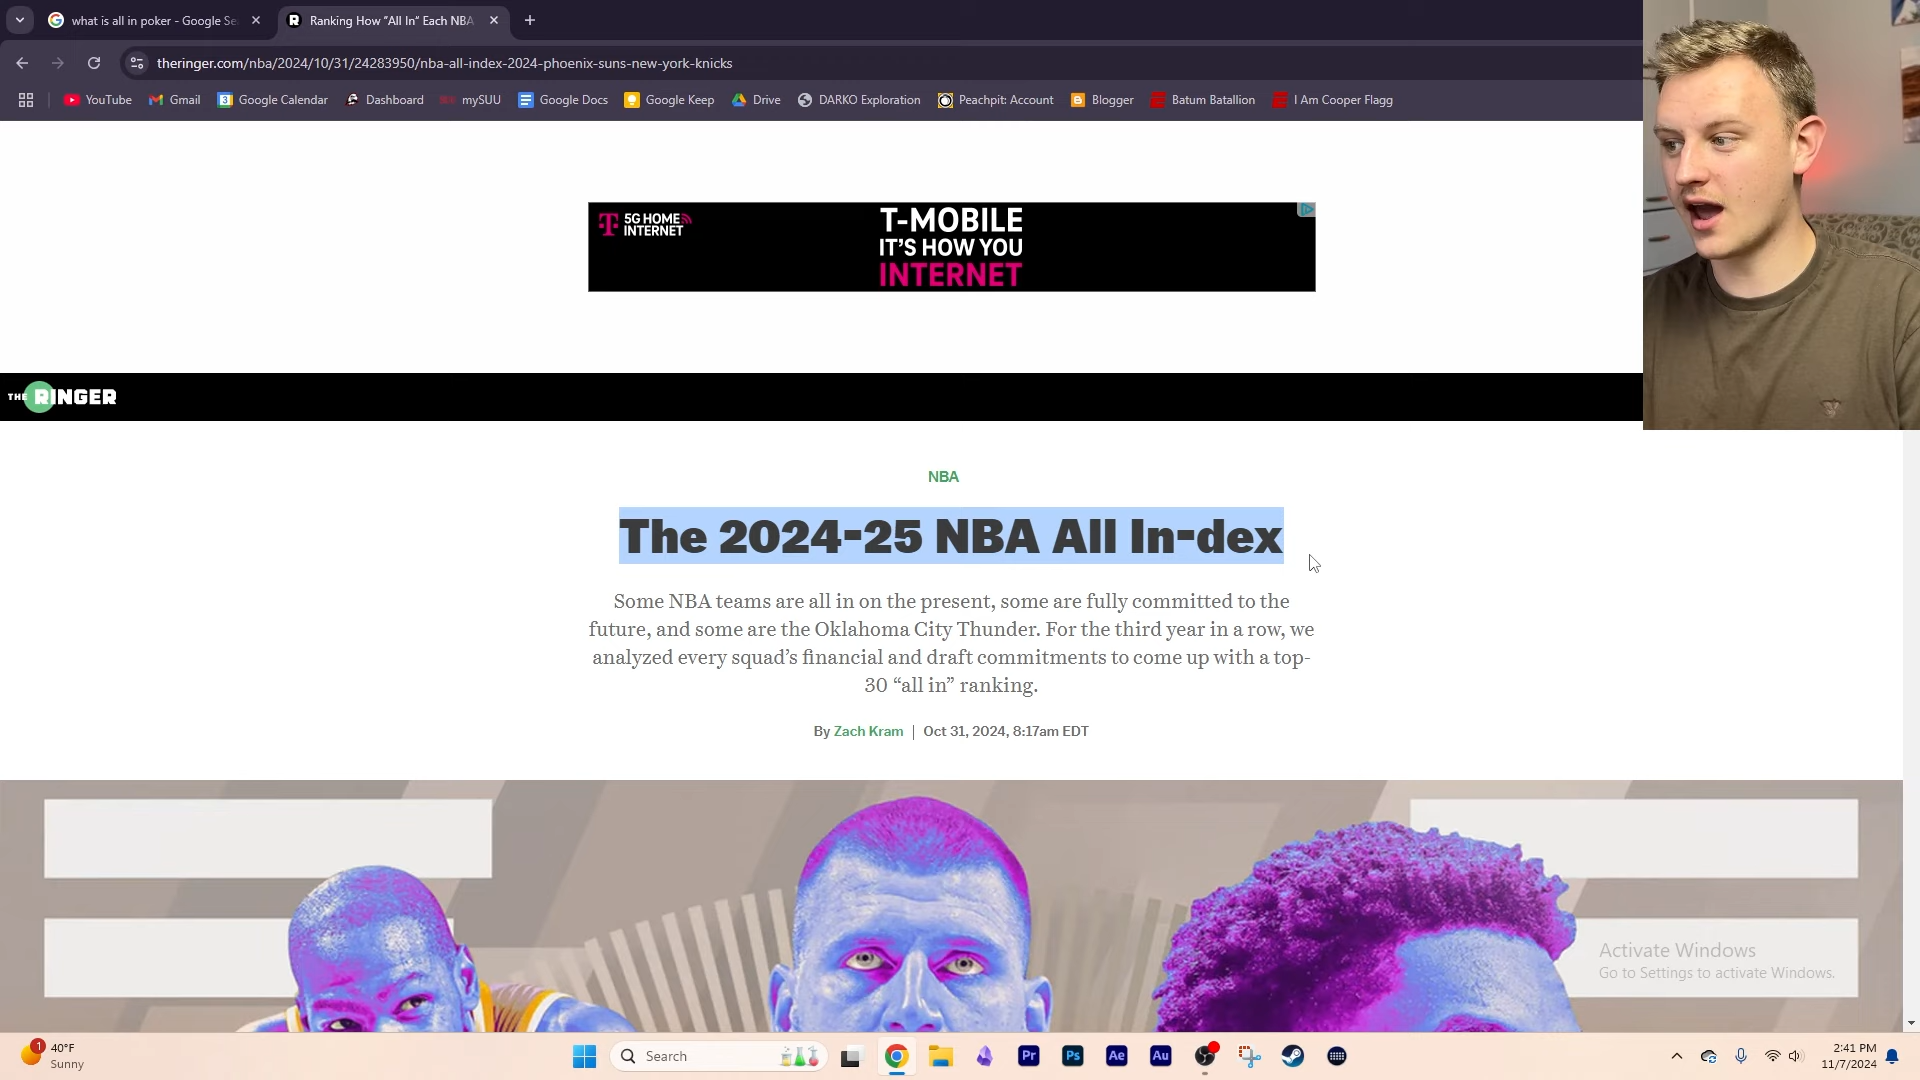 what is all in poker - Google Se
Ranking How "All In" Each NBA
theringer.com/nba/2024/10/31/24283950/nba-all-index-2024-phoenix-suns-new-york-knicks
YouTube
Gmail
Google Calendar
Dashboard
mySUU
Google Docs
Google Keep
Drive
DARKO Exploration
Peachpit: Account
Blogger
Batum Batallion
I Am Cooper Flagg
5G HOME
INTERNET
T-MOBILE
IT'S HOW YOU
INTERNET
THE RINGER
NBA
The 2024-25 NBA All In-dex
Some NBA teams are all in on the present, some are fully committed to the
future, and some are the Oklahoma City Thunder. For the third year in a row, we
analyzed every squad's financial and draft commitments to come up with a top-
30 “all in” ranking.
By Zach Kram | Oct 31, 2024, 8:17am EDT
Activate Windows
Go to Settings to activate Windows.
1
40°F
Sunny
Search
Pr
Ps
Ae
Au
2:41 PM
11/7/2024